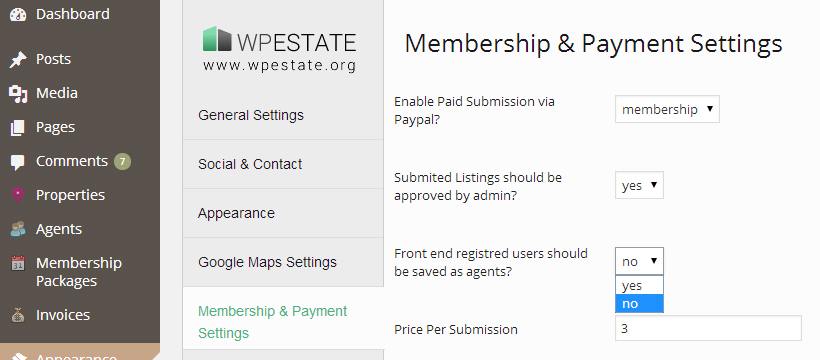 Dashboard
Posts
Media
Pages
Comments 7
Properties
Agents
Membership
Packages
Invoices
Appearance
WPESTATE
www.wpestate.org
General Settings
Social & Contact
Appearance
Google Maps Settings
Membership & Payment
Settings
Membership & Payment Settings
Enable Paid Submission via
Paypal?
membership
Submited Listings should be
approved by admin?
yes
Front end registred users should
be saved as agents?
no
yes
no
Price Per Submission
3